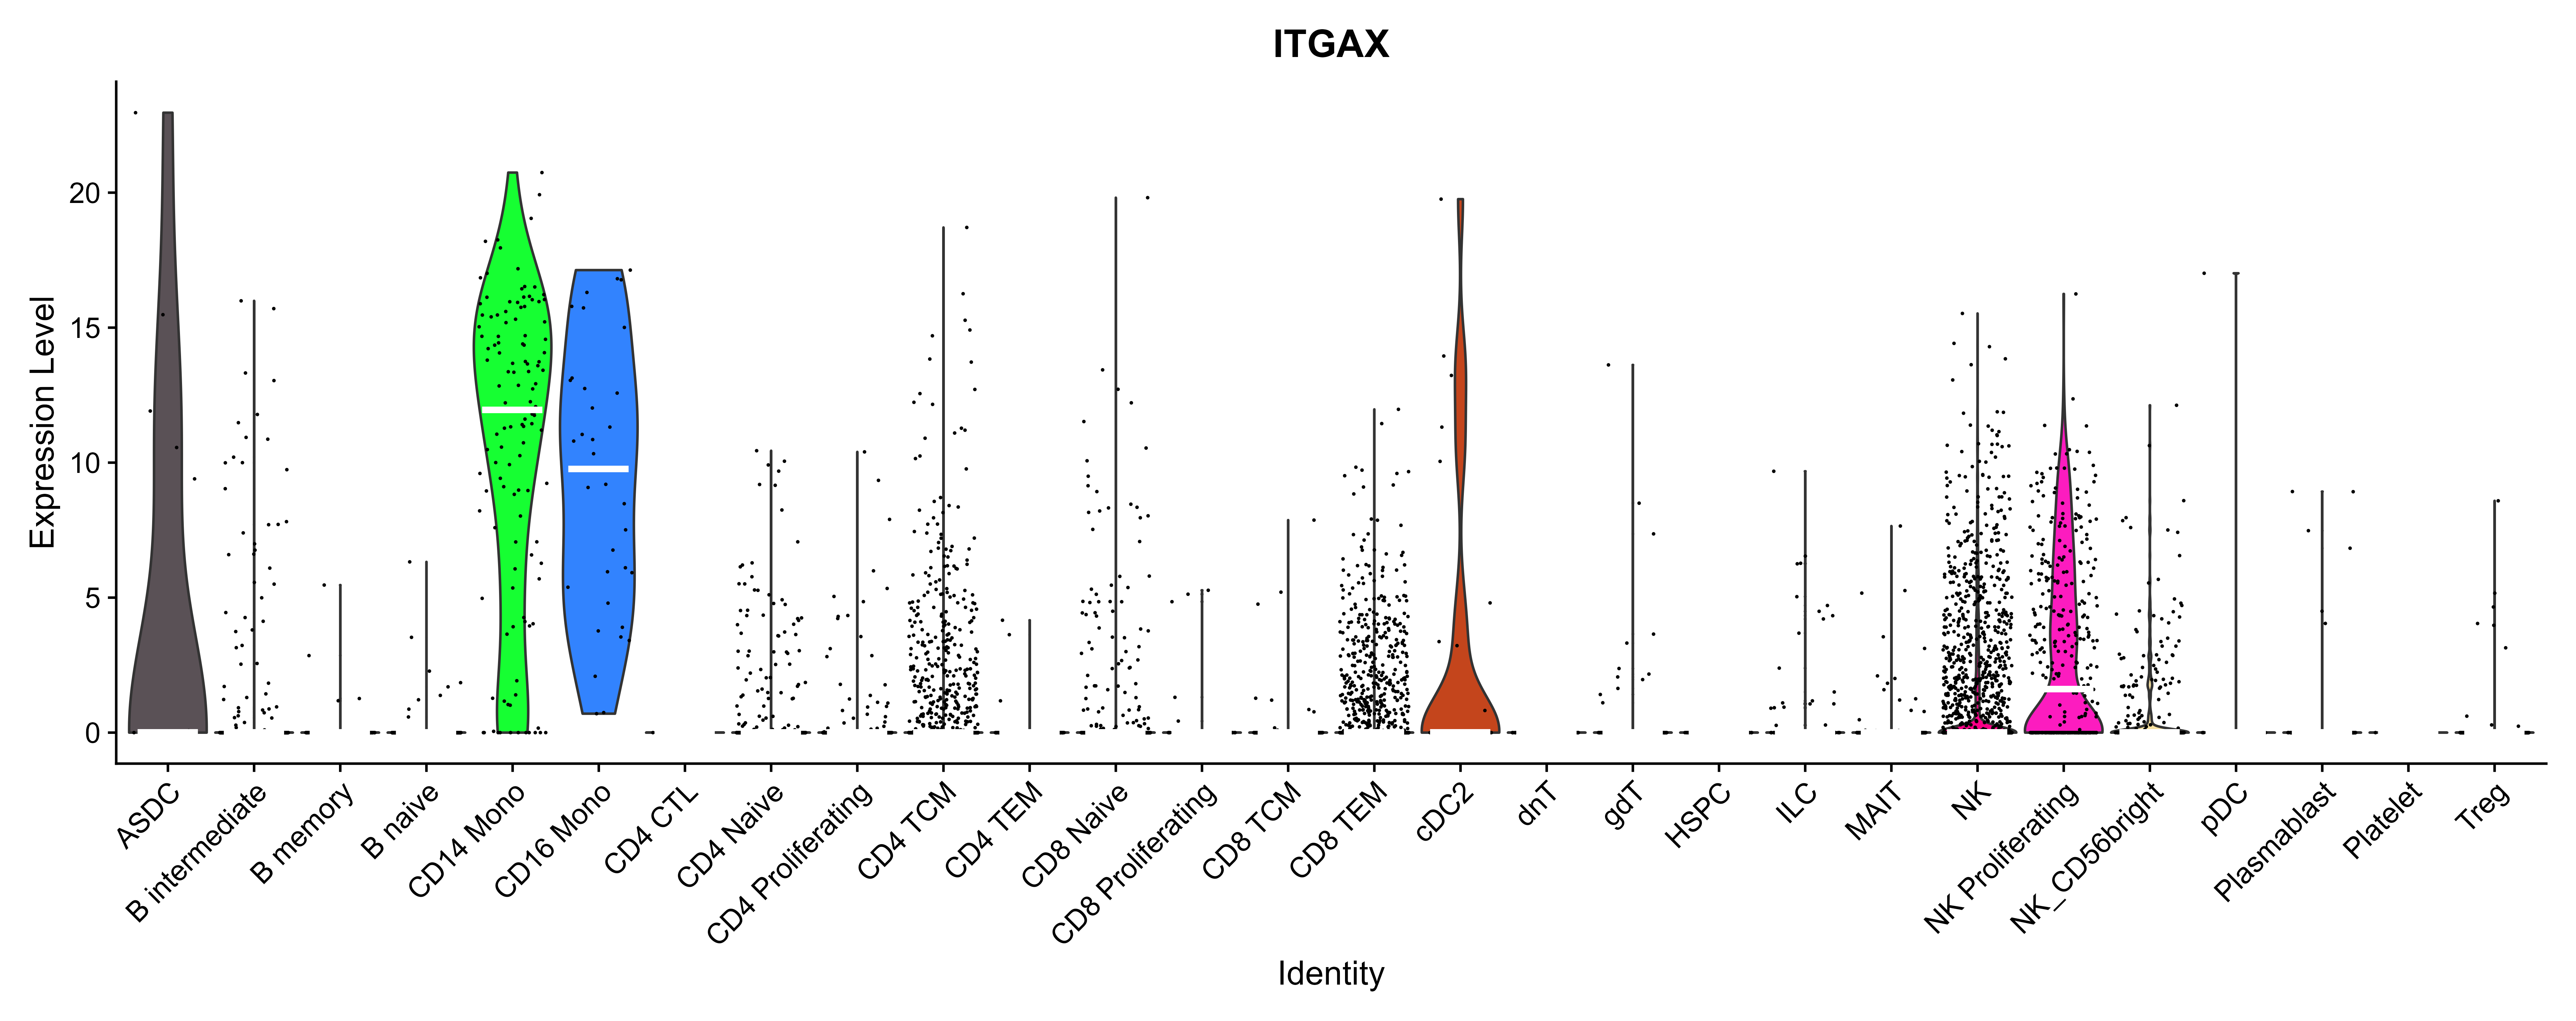 ITGAX
Expression Level
20
15
10
5
0
ASDC
B intermediate
B memory
B naive
CD14 Mono
CD16 Mono
CD4 CTL
CD4 Naive
CD4 Proliferating
CD4 TCM
CD4 TEM
CD8 Naive
CD8 Proliferating
CD8 TCM
CD8 TEM
cDC2
dnT
gdT
HSPC
ILC
MAIT
NK
NK Proliferating
NK_CD56bright
pDC
Plasmablast
Platelet
Treg
Identity